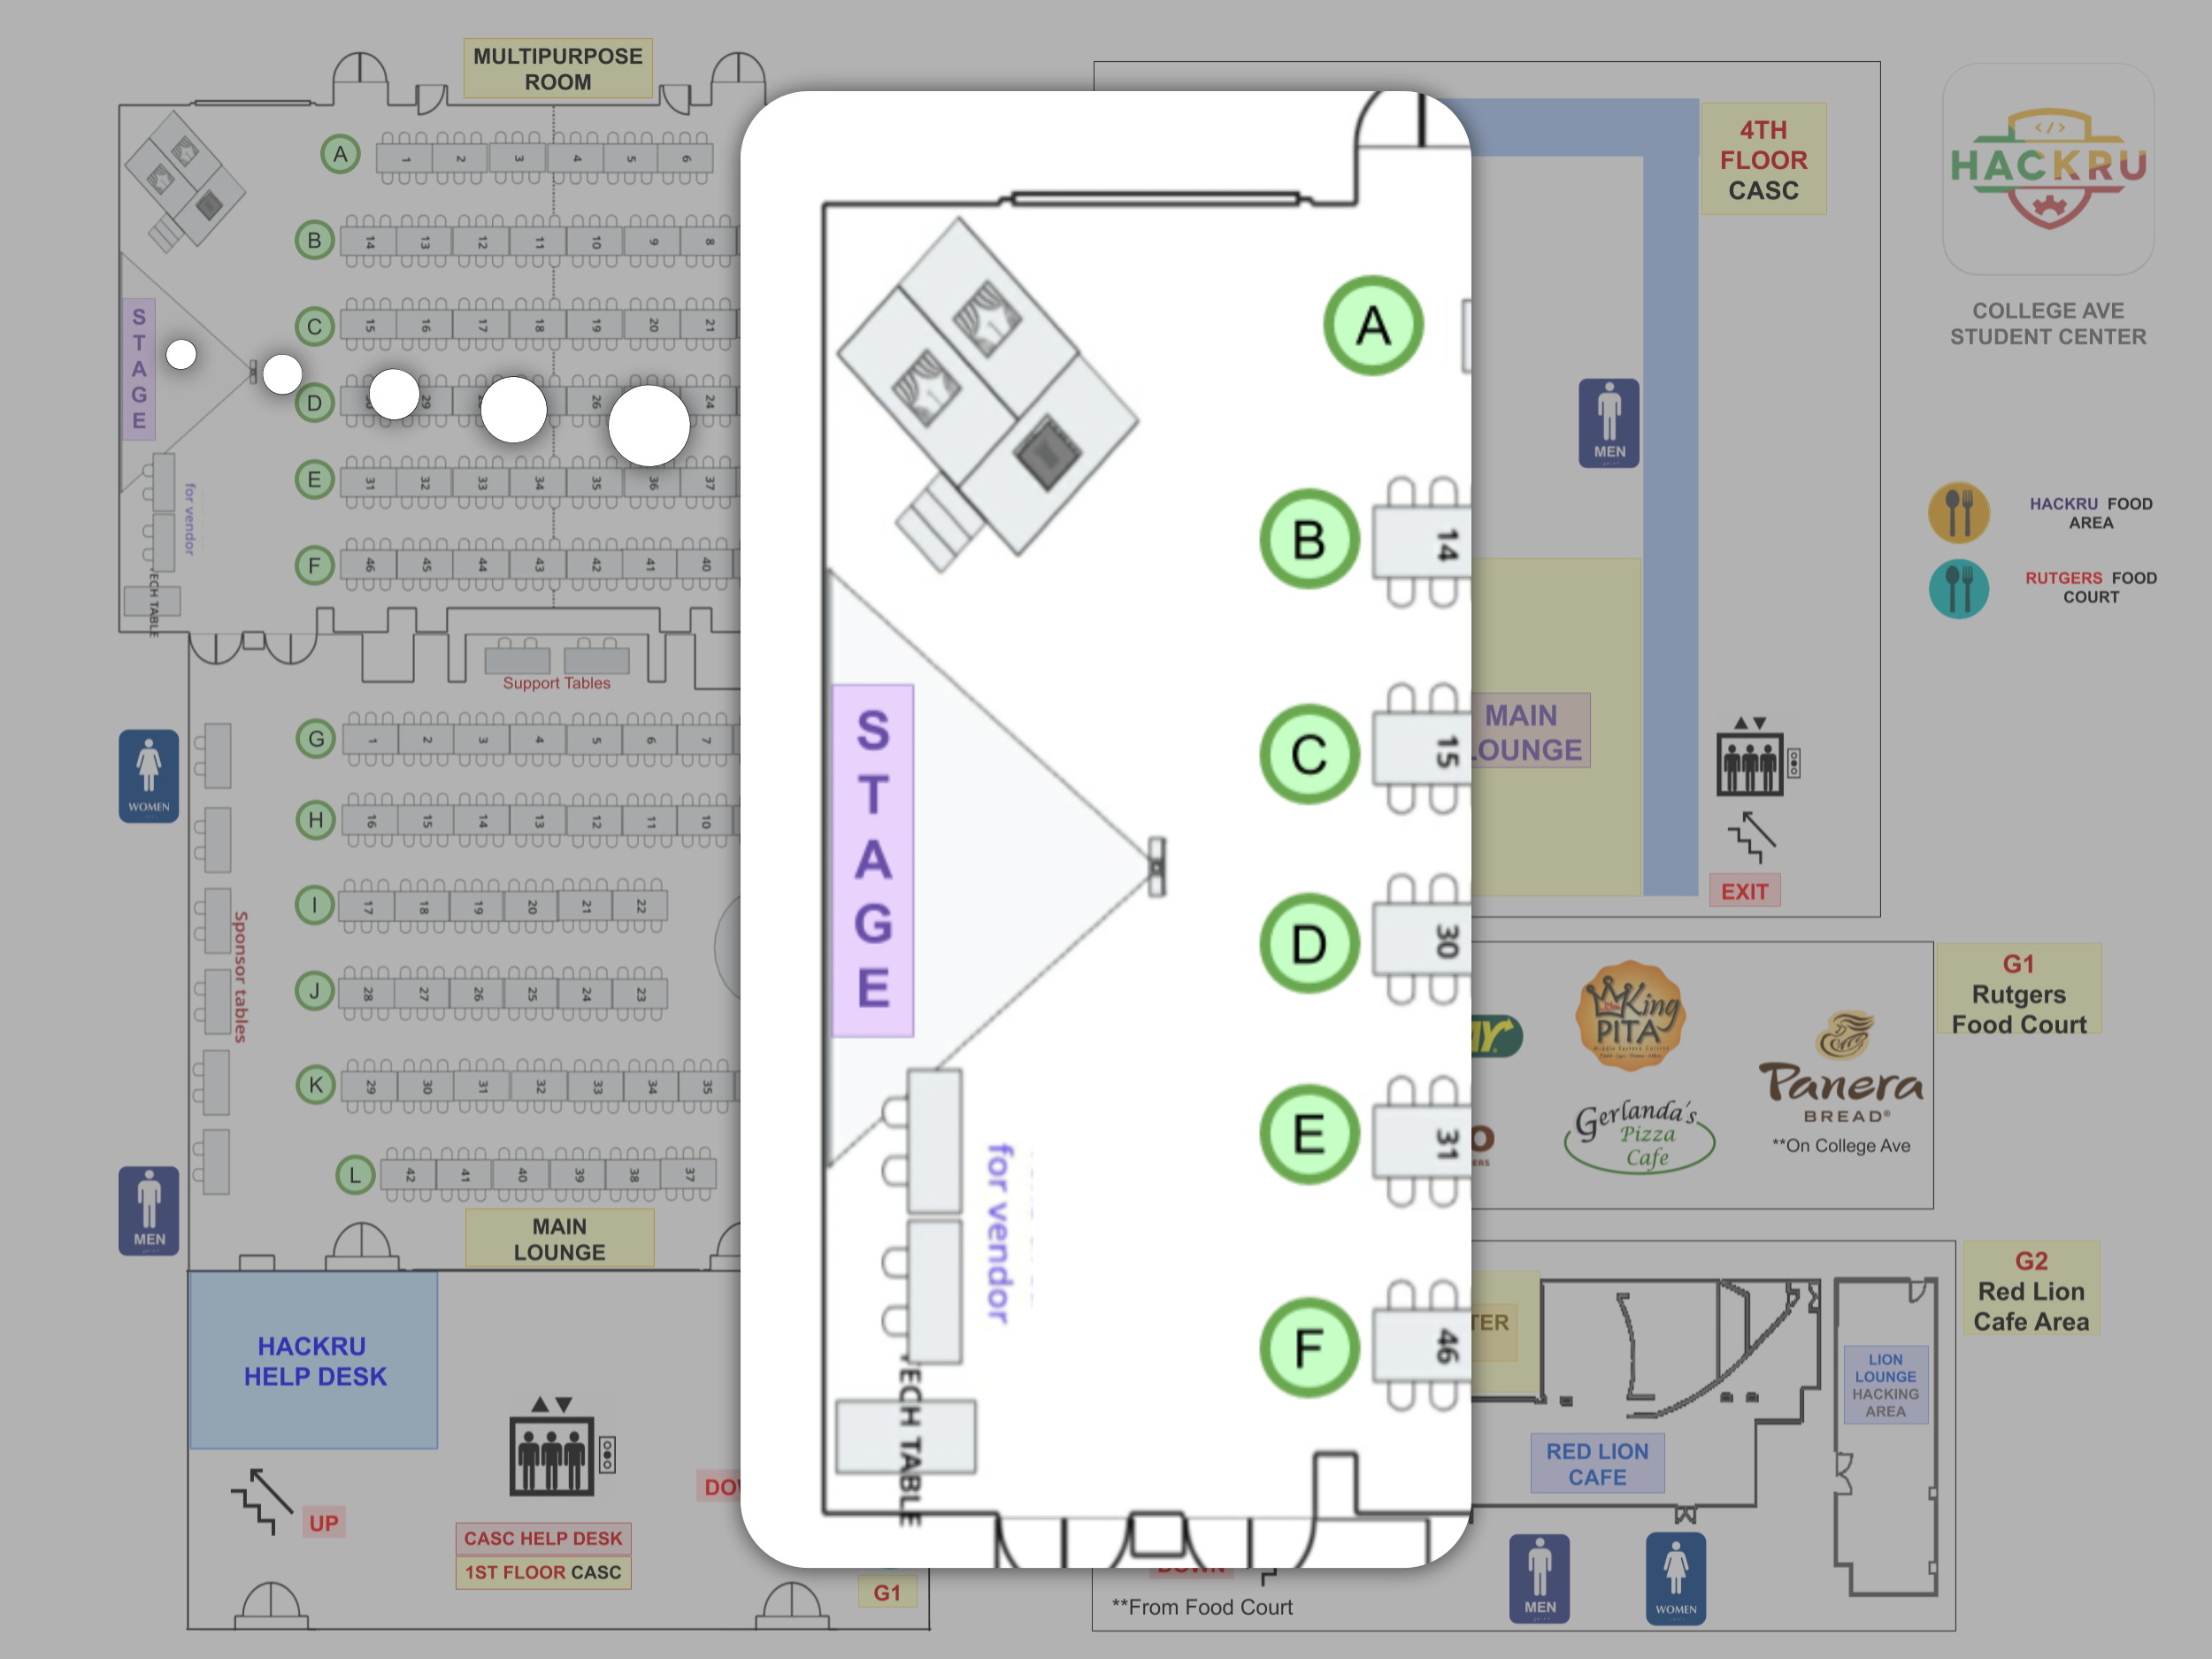 MULTIPURPOSE
ROOM
A
1 2 3 4 5 6
B
14 13 12 11 10 9 8
C
15 16 17 18 19 20 21
D
29 26 24
E
31 32 33 34 35 36 37
F
46 45 44 43 42 41 40
STAGE
for vendor
TECH TABLE
Support Tables
WOMEN
G
1 2 3 4 5 6 7
H
16 15 14 13 12 11 10
I
17 18 19 20 21 22
J
28 27 26 25 24 23
K
29 30 31 32 33 34 35
L
42 41 40 39 38 37
Sponsor tables
MEN
MAIN
LOUNGE
HACKRU
HELP DESK
UP
CASC HELP DESK
1ST FLOOR CASC
G1
A
B
14
C
15
D
30
E
31
F
46
STAGE
for vendor
ECH TABLE
4TH
FLOOR
CASC
MEN
MAIN
LOUNGE
EXIT
</>
HACKRU
COLLEGE AVE
STUDENT CENTER
HACKRU FOOD
AREA
RUTGERS FOOD
COURT
G1
Rutgers
Food Court
King
PITA
Gerlanda's
Pizza
Cafe
Panera
BREAD®
**On College Ave
G2
Red Lion
Cafe Area
LION
LOUNGE
HACKING
AREA
RED LION
CAFE
MEN
WOMEN
DOWN
**From Food Court